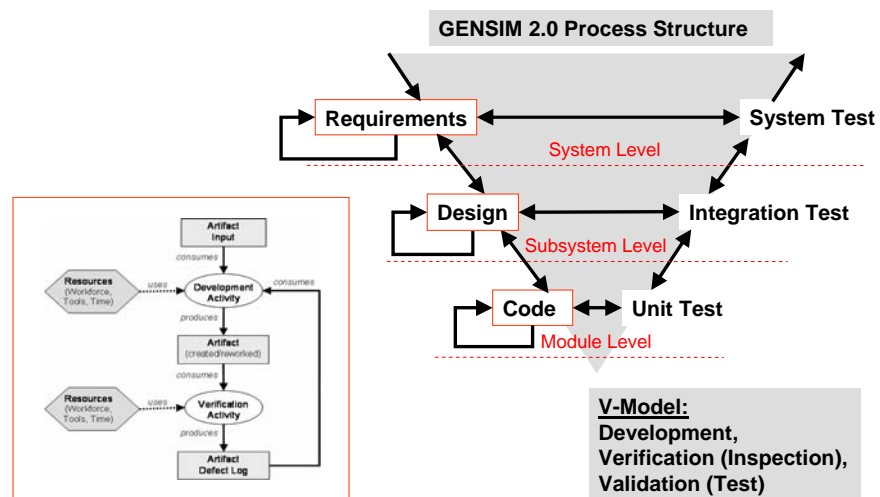 GENSIM 2.0 Process Structure
Requirements
System Test
System Level
Design
Integration Test
Subsystem Level
Code
Unit Test
Module Level
V-Model:
Development,
Verification (Inspection),
Validation (Test)
Artifact
Input
consumes
Resources
(Workforce,
Tools, Time)
uses
Development
Activity
consumes
produces
Artifact
(created/reworked)
consumes
Resources
(Workforce,
Tools, Time)
uses
Verification
Activity
produces
Artifact
Defect Log